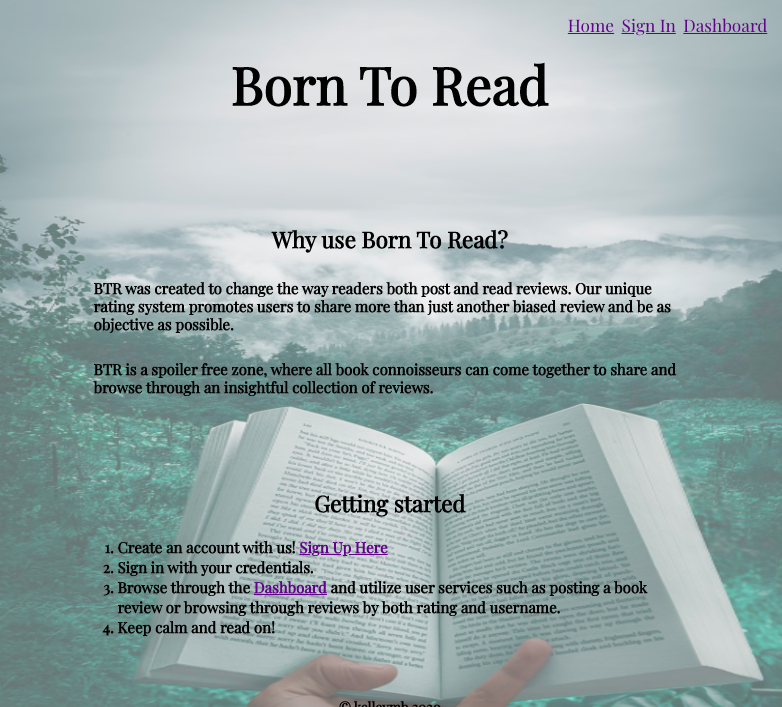 Home Sign In Dashboard
Born To Read
Why use Born To Read?
BTR was created to change the way readers both post and read reviews. Our unique
rating system promotes users to share more than just another biased review and be as
objective as possible.
BTR is a spoiler free zone, where all book connoisseurs can come together to share and
browse through an insightful collection of reviews.
Getting started
1. Create an account with us! Sign Up Here
2. Sign in with your credentials.
3. Browse through the Dashboard and utilize user services such as posting a book
review or browsing through reviews by both rating and username.
4. Keep calm and read on!